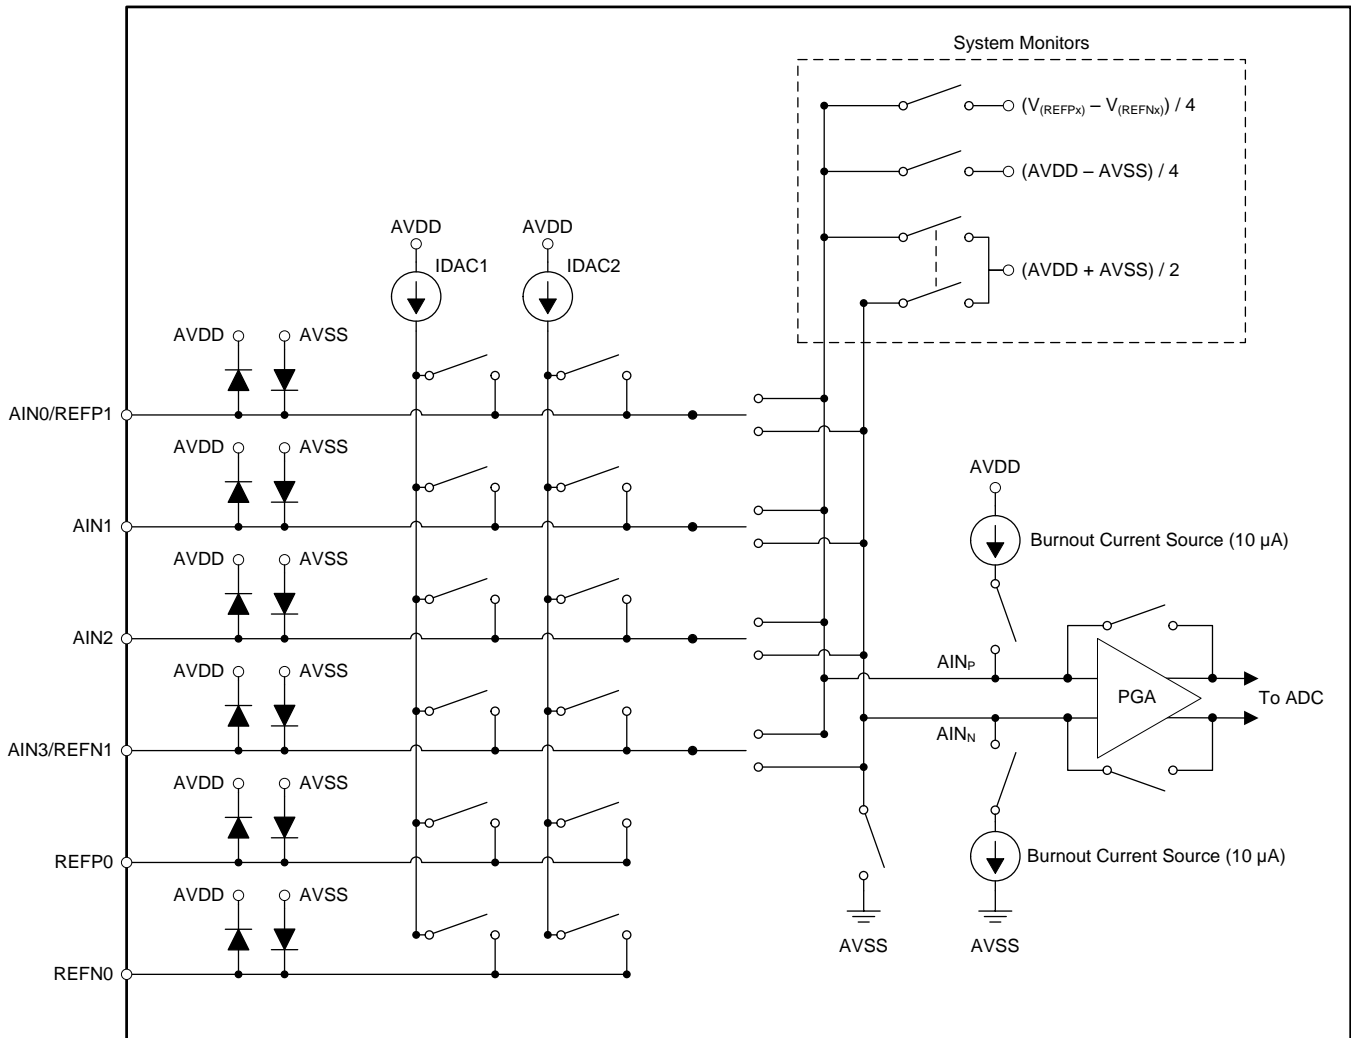 System Monitors
(V(REFPx) – V(REFNx)) / 4
(AVDD – AVSS) / 4
(AVDD + AVSS) / 2
AVDD
AVDD
IDAC1
IDAC2
AVDD
AVSS
AIN0/REFP1
AVDD
AVSS
AIN1
AVDD
AVSS
AIN2
AVDD
AVSS
AIN3/REFN1
AVDD
AVSS
REFP0
AVDD
AVSS
REFN0
AVDD
Burnout Current Source (10 µA)
AINP
PGA
To ADC
AINN
Burnout Current Source (10 µA)
AVSS
AVSS